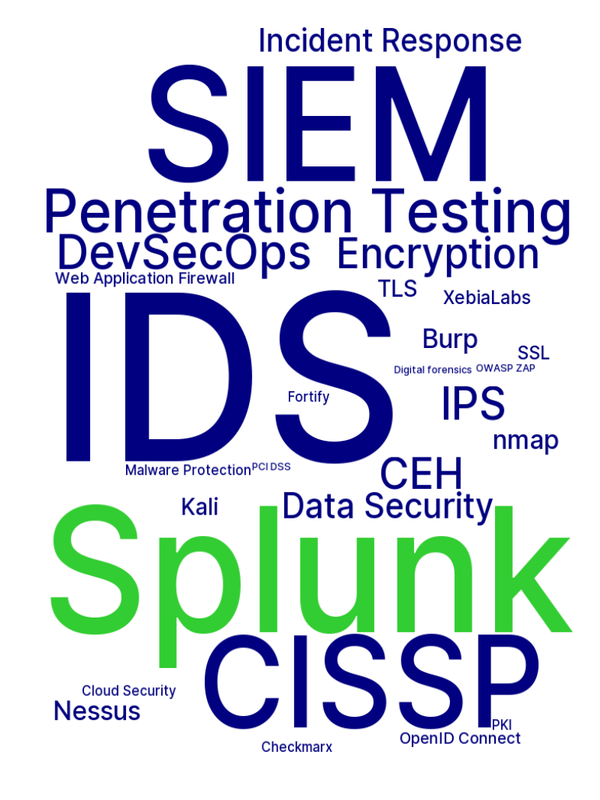 Incident Response
SIEM
Penetration Testing
DevSecOps Encryption
Web Application Firewall
TLS
XebiaLabs
IDS
Burp
SSL
Digital forensics OWASP ZAP
Fortify
IPS
nmap
Malware Protection PCI DSS
CEH
Kali
Data Security
Splunk
CISSP
Cloud Security
Nessus
PKI
OpenID Connect
Checkmarx